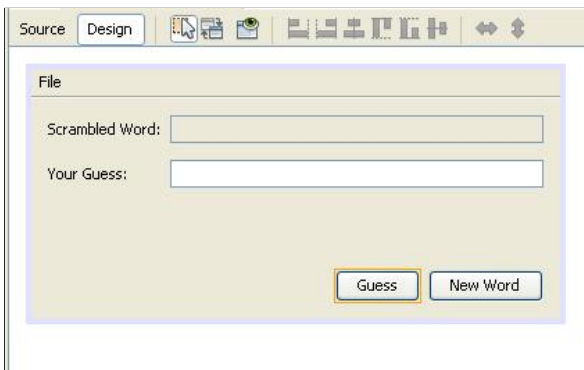 Source Design
File
Scrambled Word:
Your Guess:
Guess New Word